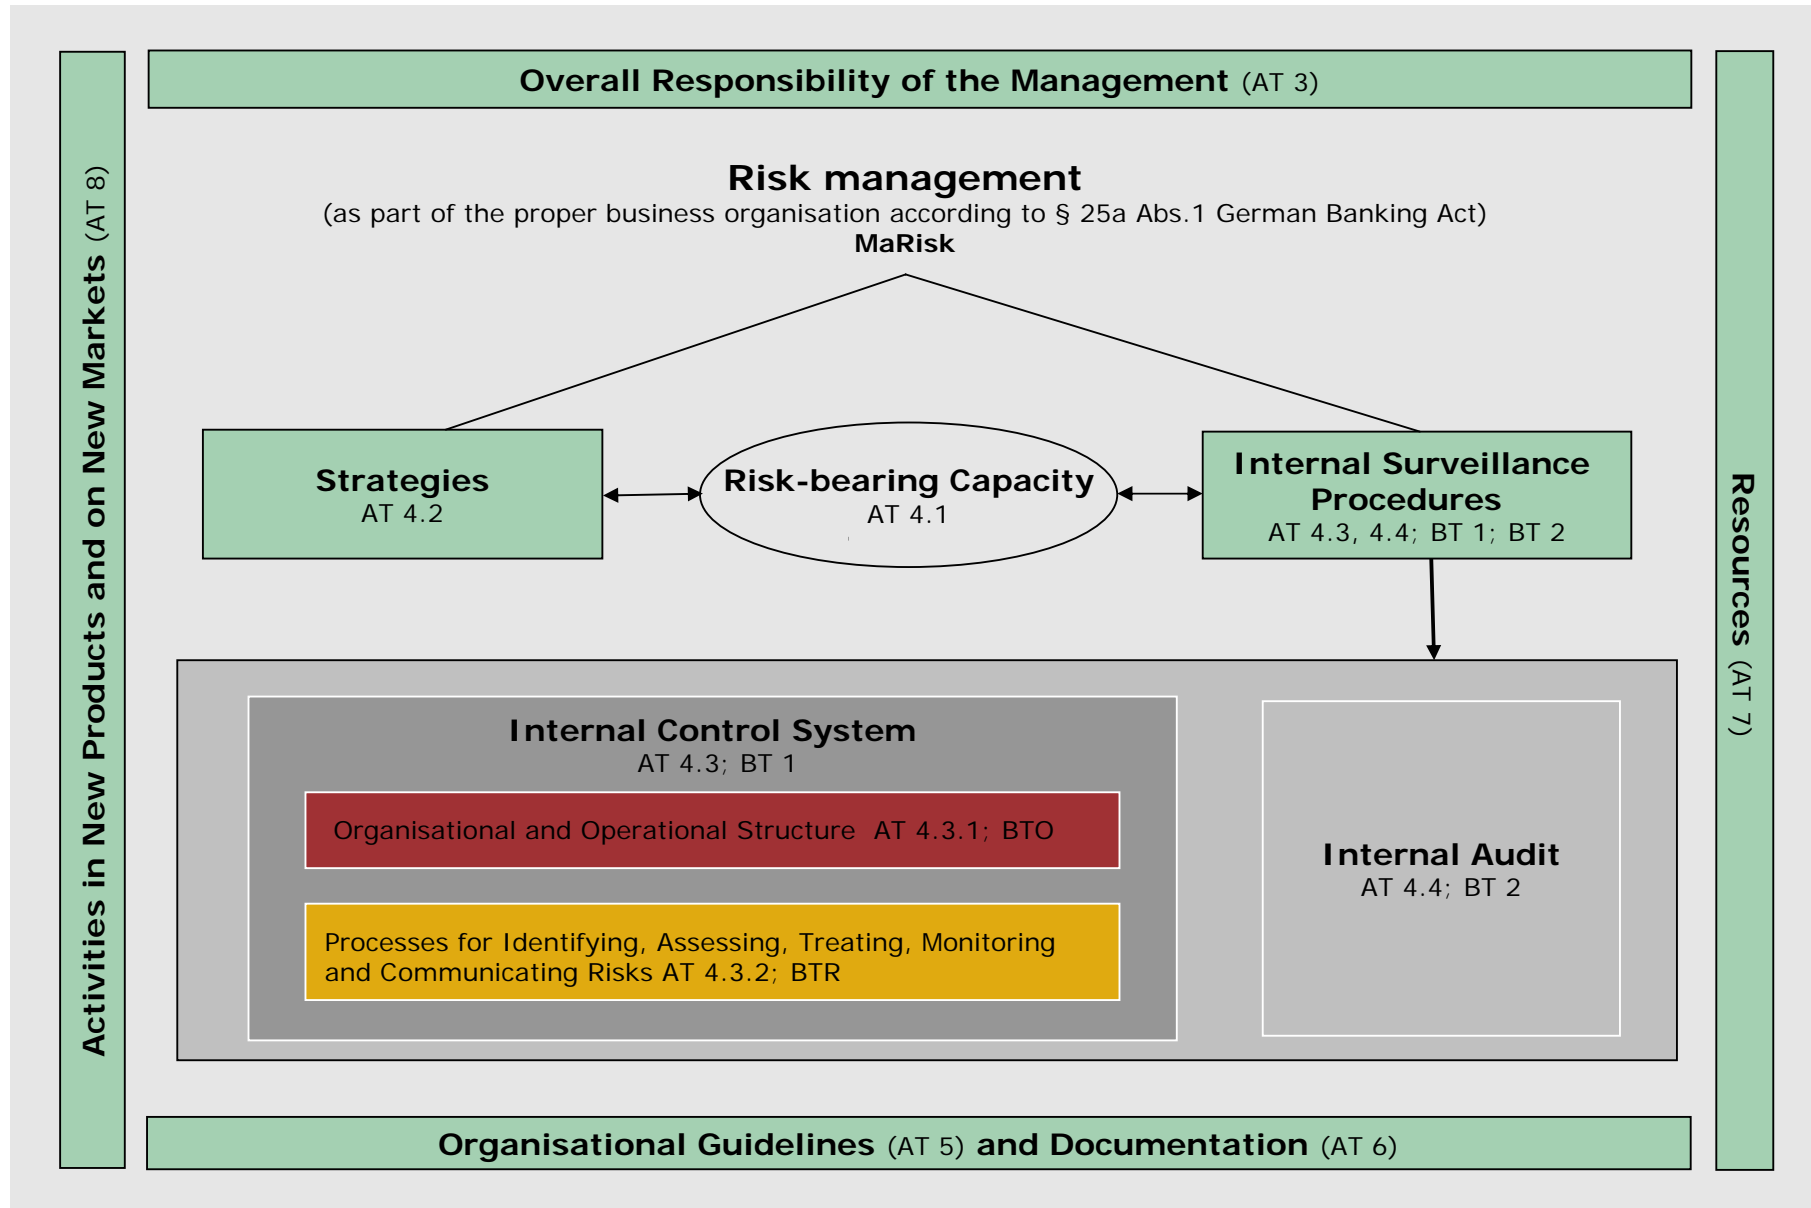 Overall Responsibility of the Management (AT 3)
Activities in New Products and on New Markets (AT 8)
Risk management
(as part of the proper business organisation according to § 25a Abs.1 German Banking Act)
MaRisk
Strategies
AT 4.2
Risk-bearing Capacity
AT 4.1
Internal Surveillance
Procedures
AT 4.3, 4.4; BT 1; BT 2
Resources (AT 7)
Internal Control System
AT 4.3; BT 1
Organisational and Operational Structure AT 4.3.1; BTO
Processes for Identifying, Assessing, Treating, Monitoring
and Communicating Risks AT 4.3.2; BTR
Internal Audit
AT 4.4; BT 2
Organisational Guidelines (AT 5) and Documentation (AT 6)